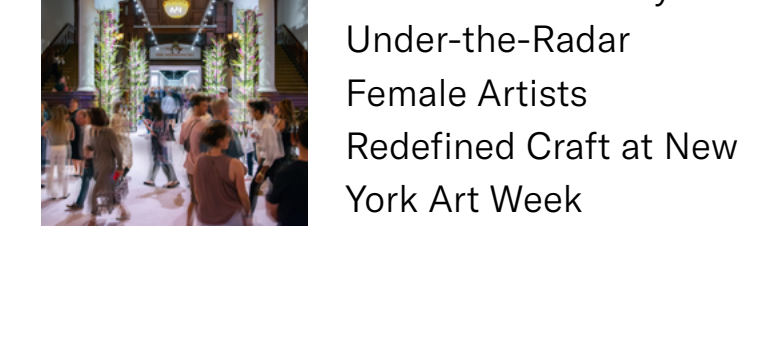 Under-the-Radar
Female Artists
Redefined Craft at New
York Art Week